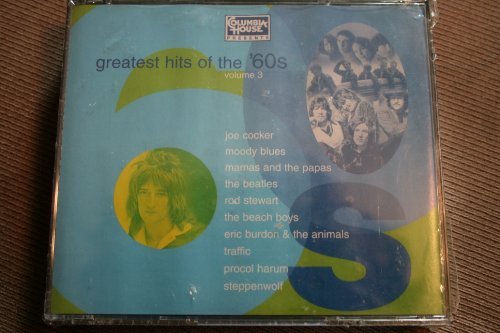 COLUMBIA
HOUSE
PRESENTS
greatest hits of the '60s
volume 3
joe cocker
moody blues
mamas and the papas
the beatles
rod stewart
the beach boys
eric burdon & the animals
traffic
procol harum
steppenwolf
60s